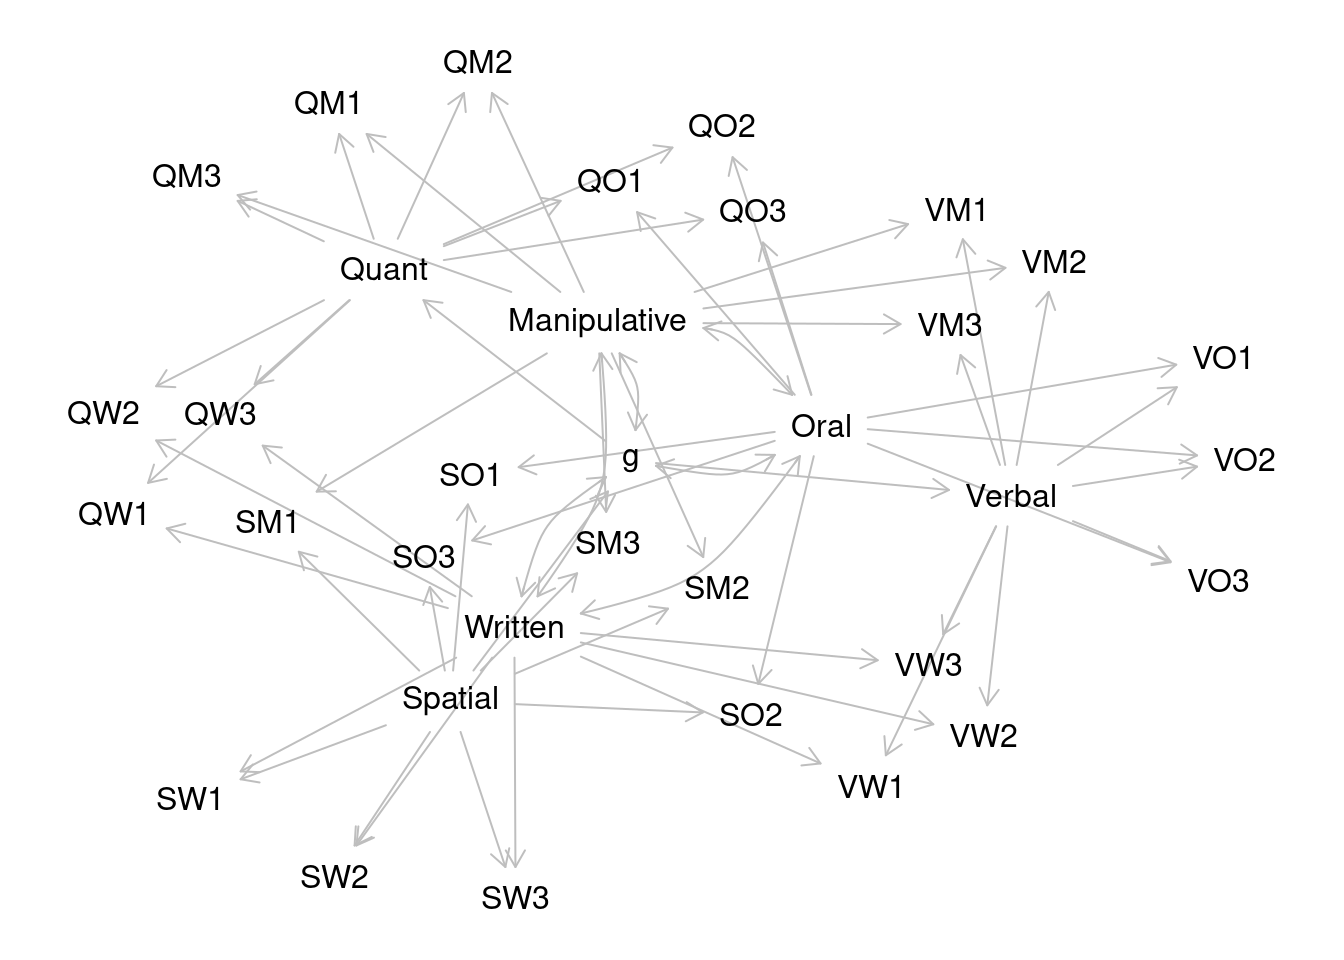 QM2
QM1
QO2
QM3
QO1
QO3
VM1
VM2
Quant
Manipulative
VM3
VO1
QW2
QW3
Oral
g
VO2
SO1
Verbal
QW1
SM1
SM3
SO3
VO3
SM2
Written
VW3
Spatial
SO2
VW2
VW1
SW1
SW2
SW3